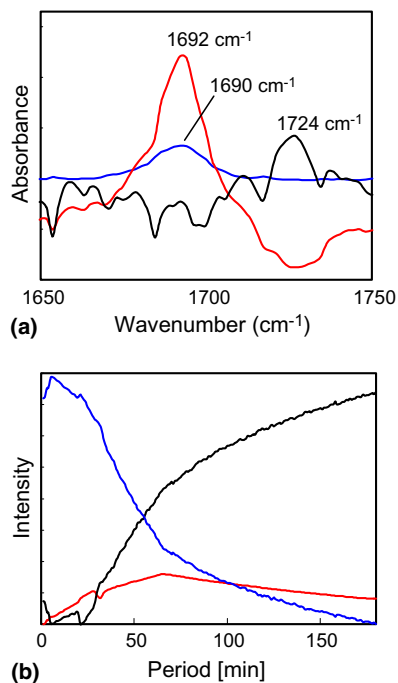 1692 cm⁻¹
1690 cm⁻¹
1724 cm⁻¹
Absorbance
1650 1700 1750
(a) Wavenumber (cm⁻¹)
Intensity
0 50 100 150
(b) Period [min]